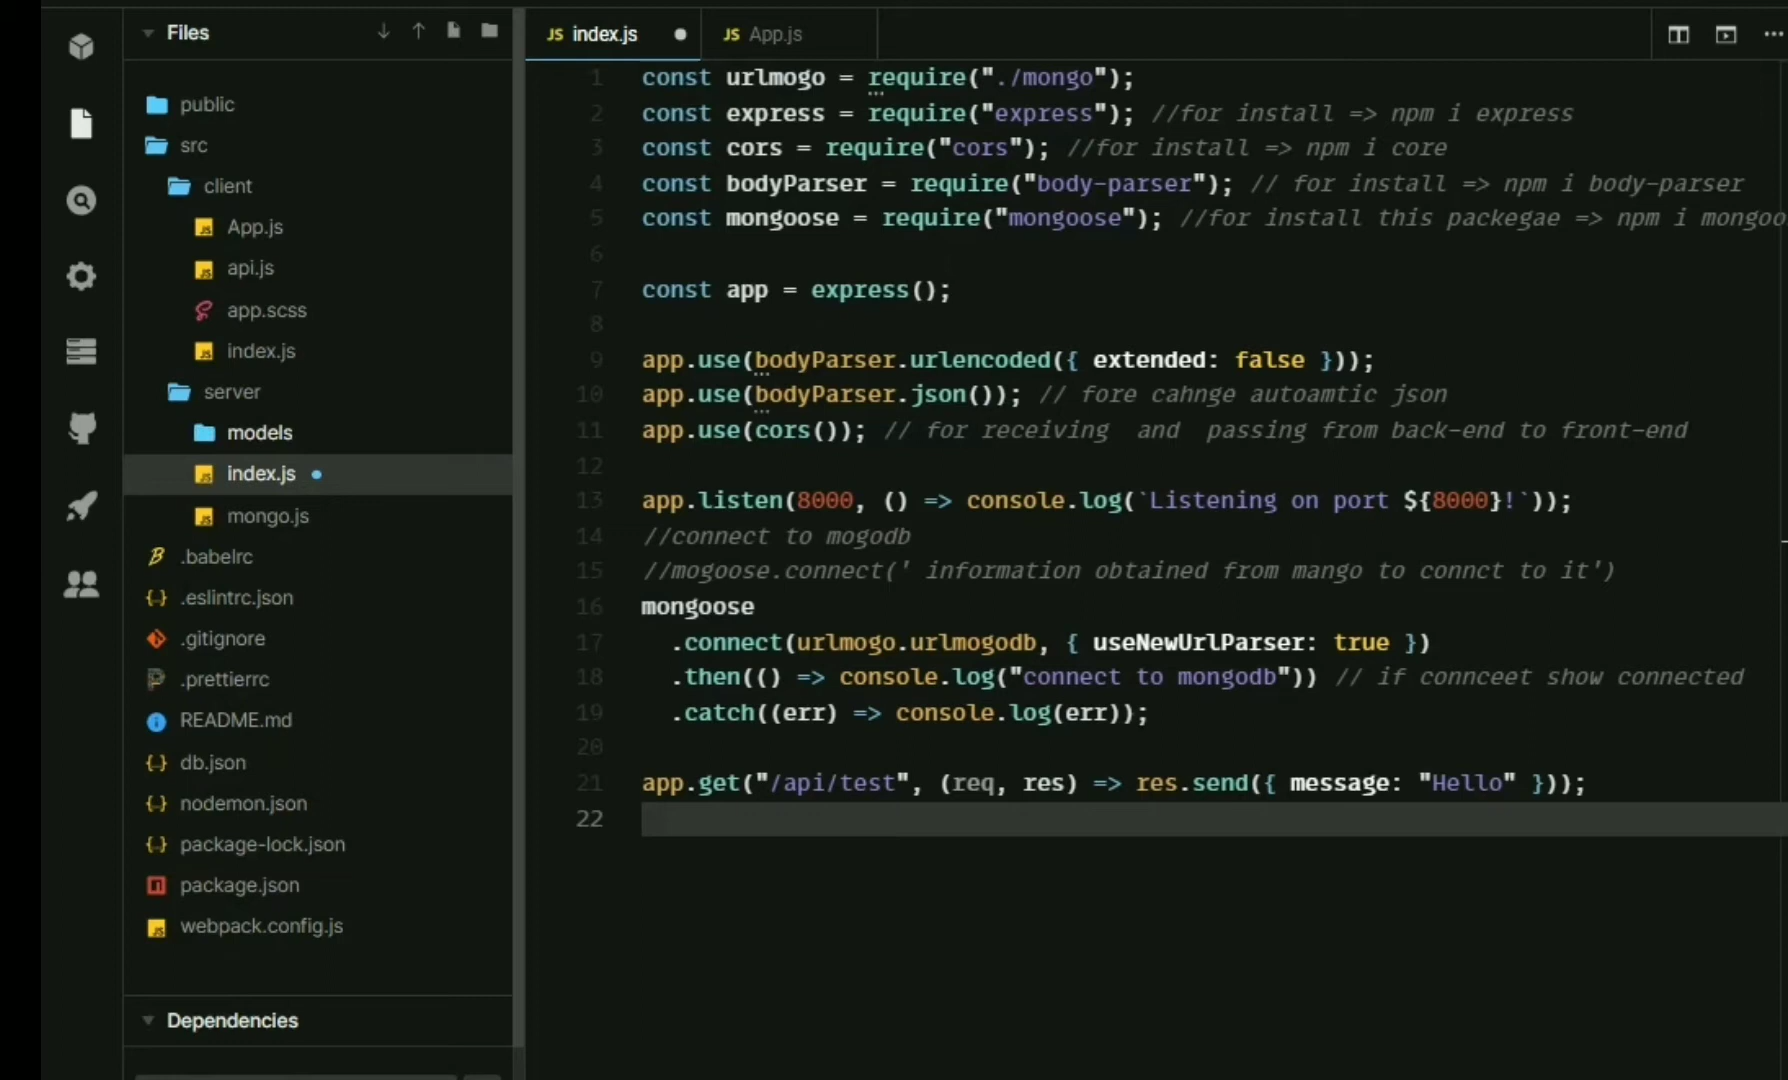 Files
public
src
client
App.js
api.js
app.scss
index.js
server
models
index.js
mongo.js
.babelrc
.eslintrc.json
.gitignore
.prettierrc
README.md
db.json
nodemon.json
package-lock.json
package.json
webpack.config.js
Dependencies
JS index.js
JS App.js
1 const urlmogo = require("./mongo");
2 const express = require("express"); //for install => npm i express
3 const cors = require("cors"); //for install => npm i core
4 const bodyParser = require("body-parser"); // for install => npm i body-parser
5 const mongoose = require("mongoose"); //for install this packegae => npm i mongoo
6
7 const app = express();
8
9 app.use(bodyParser.urlencoded({ extended: false }));
10 app.use(bodyParser.json()); // fore cahnge autoamtic json
11 app.use(cors()); // for receiving  and  passing from back-end to front-end
12
13 app.listen(8000, () => console.log(`Listening on port ${8000}!`));
14 //connect to mogodb
15 //mogoose.connect(' information obtained from mango to connct to it')
16 mongoose
17   .connect(urlmogo.urlmogodb, { useNewUrlParser: true })
18   .then(() => console.log("connect to mongodb")) // if connceet show connected
19   .catch((err) => console.log(err));
20
21 app.get("/api/test", (req, res) => res.send({ message: "Hello" }));
22